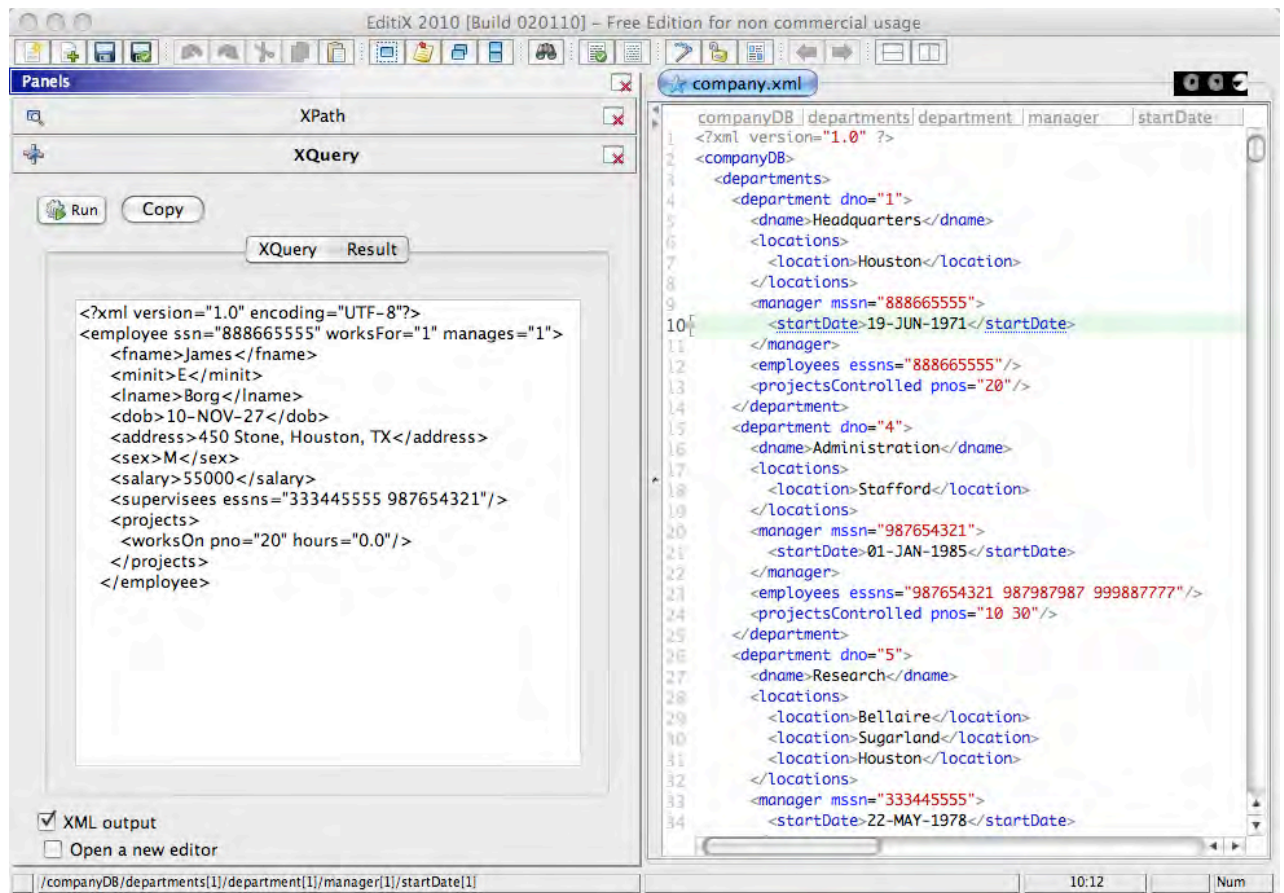 EditiX 2010 [Build 020110] – Free Edition for non commercial usage
Panels
XPath
XQuery
Run Copy
XQuery Result
<?xml version="1.0" encoding="UTF-8"?>
<employee ssn="888665555" worksFor="1" manages="1">
<fname>James</fname>
<minit>E</minit>
<lname>Borg</lname>
<dob>10-NOV-27</dob>
<address>450 Stone, Houston, TX</address>
<sex>M</sex>
<salary>55000</salary>
<supervisees essns="333445555 987654321"/>
<projects>
<worksOn pno="20" hours="0.0"/>
</projects>
</employee>
XML output
Open a new editor
company.xml
companyDB departments department manager startDate
1 <?xml version="1.0" ?>
2 <companyDB>
3 <departments>
4 <department dno="1">
5 <dname>Headquarters</dname>
6 <locations>
7 <location>Houston</location>
8 </locations>
9 <manager mssn="888665555">
10 <startDate>19-JUN-1971</startDate>
11 </manager>
12 <employees essns="888665555"/>
13 <projectsControlled pnos="20"/>
14 </department>
15 <department dno="4">
16 <dname>Administration</dname>
17 <locations>
18 <location>Stafford</location>
19 </locations>
20 <manager mssn="987654321">
21 <startDate>01-JAN-1985</startDate>
22 </manager>
23 <employees essns="987654321 987987987 999887777"/>
24 <projectsControlled pnos="10 30"/>
25 </department>
26 <department dno="5">
27 <dname>Research</dname>
28 <locations>
29 <location>Bellaire</location>
30 <location>Sugarland</location>
31 <location>Houston</location>
32 </locations>
33 <manager mssn="333445555">
34 <startDate>22-MAY-1978</startDate>
/companyDB/departments[1]/department[1]/manager[1]/startDate[1] 10:12 Num